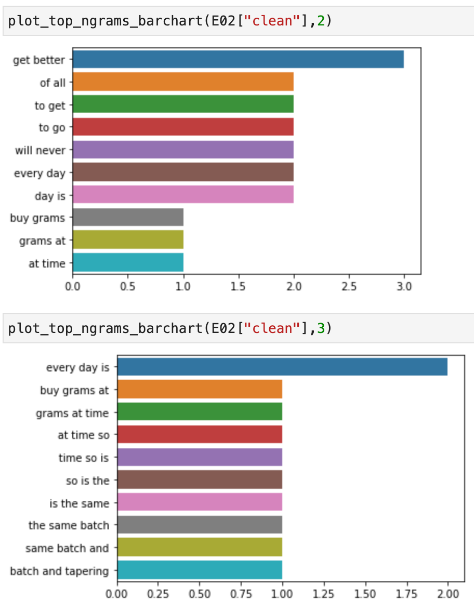 plot_top_ngrams_barchart(E02["clean"],2)
get better
of all
to get
to go
will never
every day
day is
buy grams
grams at
at time
0.0 0.5 1.0 1.5 2.0 2.5 3.0
plot_top_ngrams_barchart(E02["clean"],3)
every day is
buy grams at
grams at time
at time so
time so is
so is the
is the same
the same batch
same batch and
batch and tapering
0.00 0.25 0.50 0.75 1.00 1.25 1.50 1.75 2.00